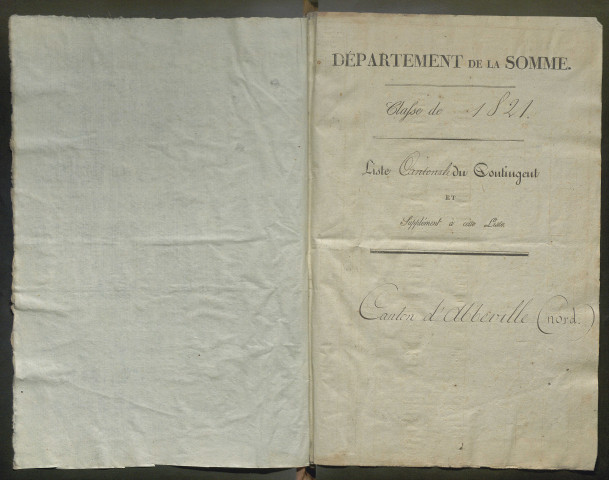 DÉPARTEMENT DE LA SOMME.
Classe de 1821.
Liste Cantonale du Contingent
ET
Supplément à cette Liste
Canton d'Abbeville (nord.)